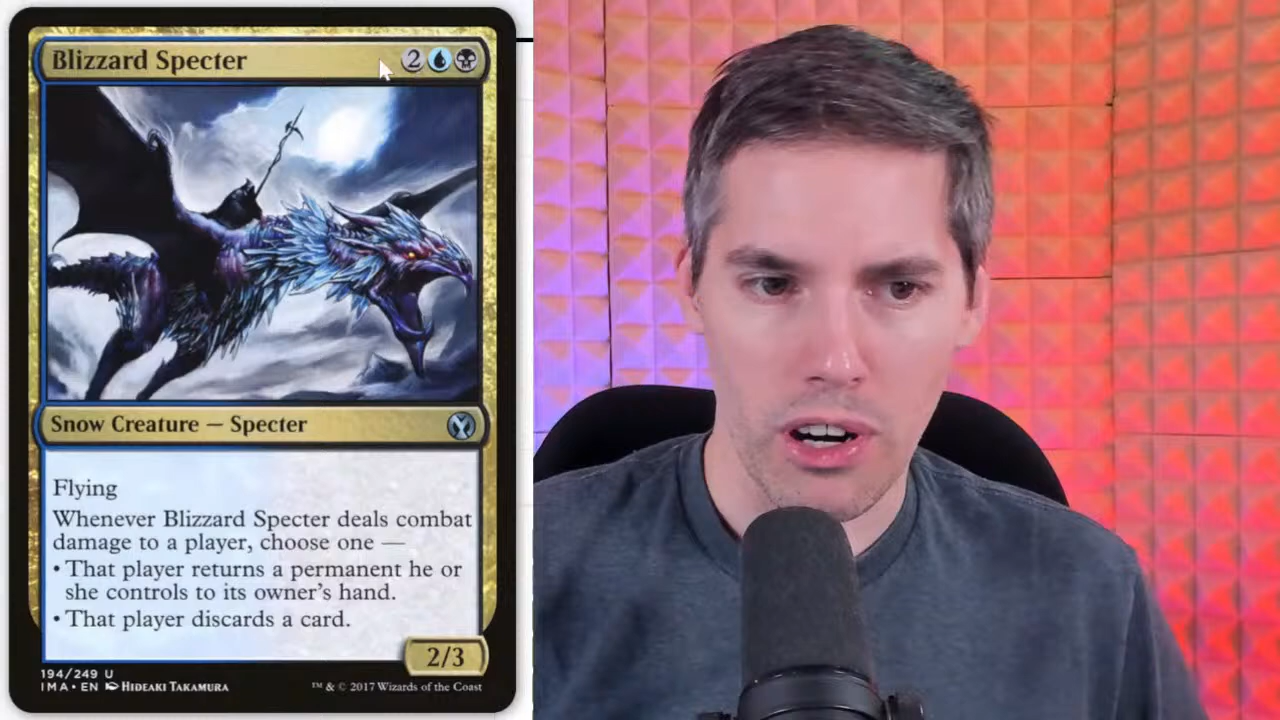 Blizzard Specter 2
Snow Creature — Specter
Flying
Whenever Blizzard Specter deals combat
damage to a player, choose one —
• That player returns a permanent he or
she controls to its owner's hand.
• That player discards a card.
2/3
194/249 U
IMA • EN Hideaki Takamura
™ & © 2017 Wizards of the Coast